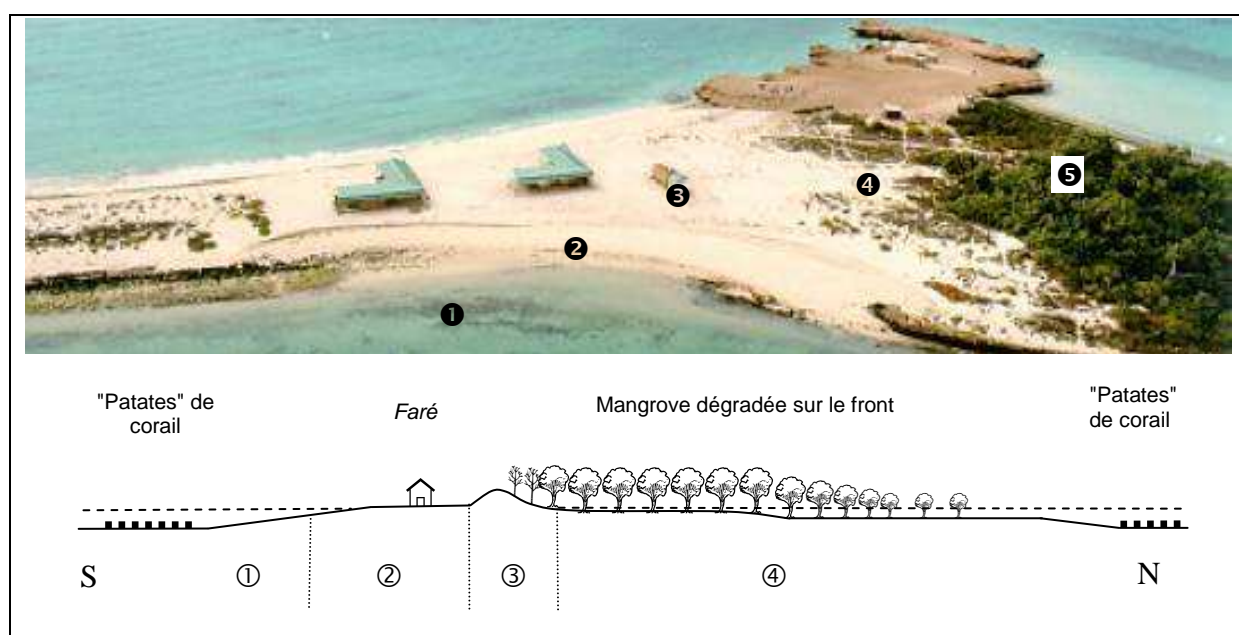 ❶
❷
❸
❹
❺
"Patates" de
corail
Faré
Mangrove dégradée sur le front
"Patates"
de corail
S
①
②
③
④
N